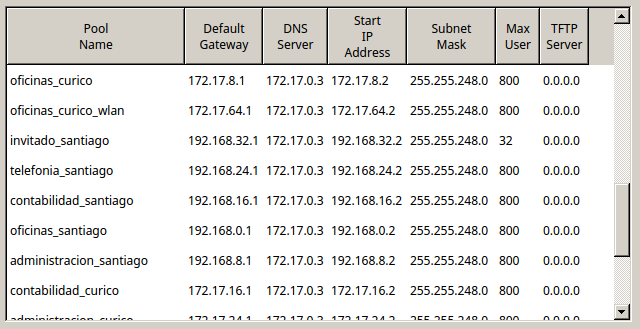 Pool Name	Default Gateway	DNS Server	Start IP Address	Subnet Mask	Max User	TFTP Server
oficinas_curico	172.17.8.1	172.17.0.3	172.17.8.2	255.255.248.0	800	0.0.0.0
oficinas_curico_wlan	172.17.64.1	172.17.0.3	172.17.64.2	255.255.248.0	800	0.0.0.0
invitado_santiago	192.168.32.1	172.17.0.3	192.168.32.2	255.255.248.0	32	0.0.0.0
telefonia_santiago	192.168.24.1	172.17.0.3	192.168.24.2	255.255.248.0	800	0.0.0.0
contabilidad_santiago	192.168.16.1	172.17.0.3	192.168.16.2	255.255.248.0	800	0.0.0.0
oficinas_santiago	192.168.0.1	172.17.0.3	192.168.0.2	255.255.248.0	800	0.0.0.0
administracion_santiago	192.168.8.1	172.17.0.3	192.168.8.2	255.255.248.0	800	0.0.0.0
contabilidad_curico	172.17.16.1	172.17.0.3	172.17.16.2	255.255.248.0	800	0.0.0.0
administracion_curico	172.17.24.1	172.17.0.3	172.17.24.2	255.255.248.0	800	0.0.0.0